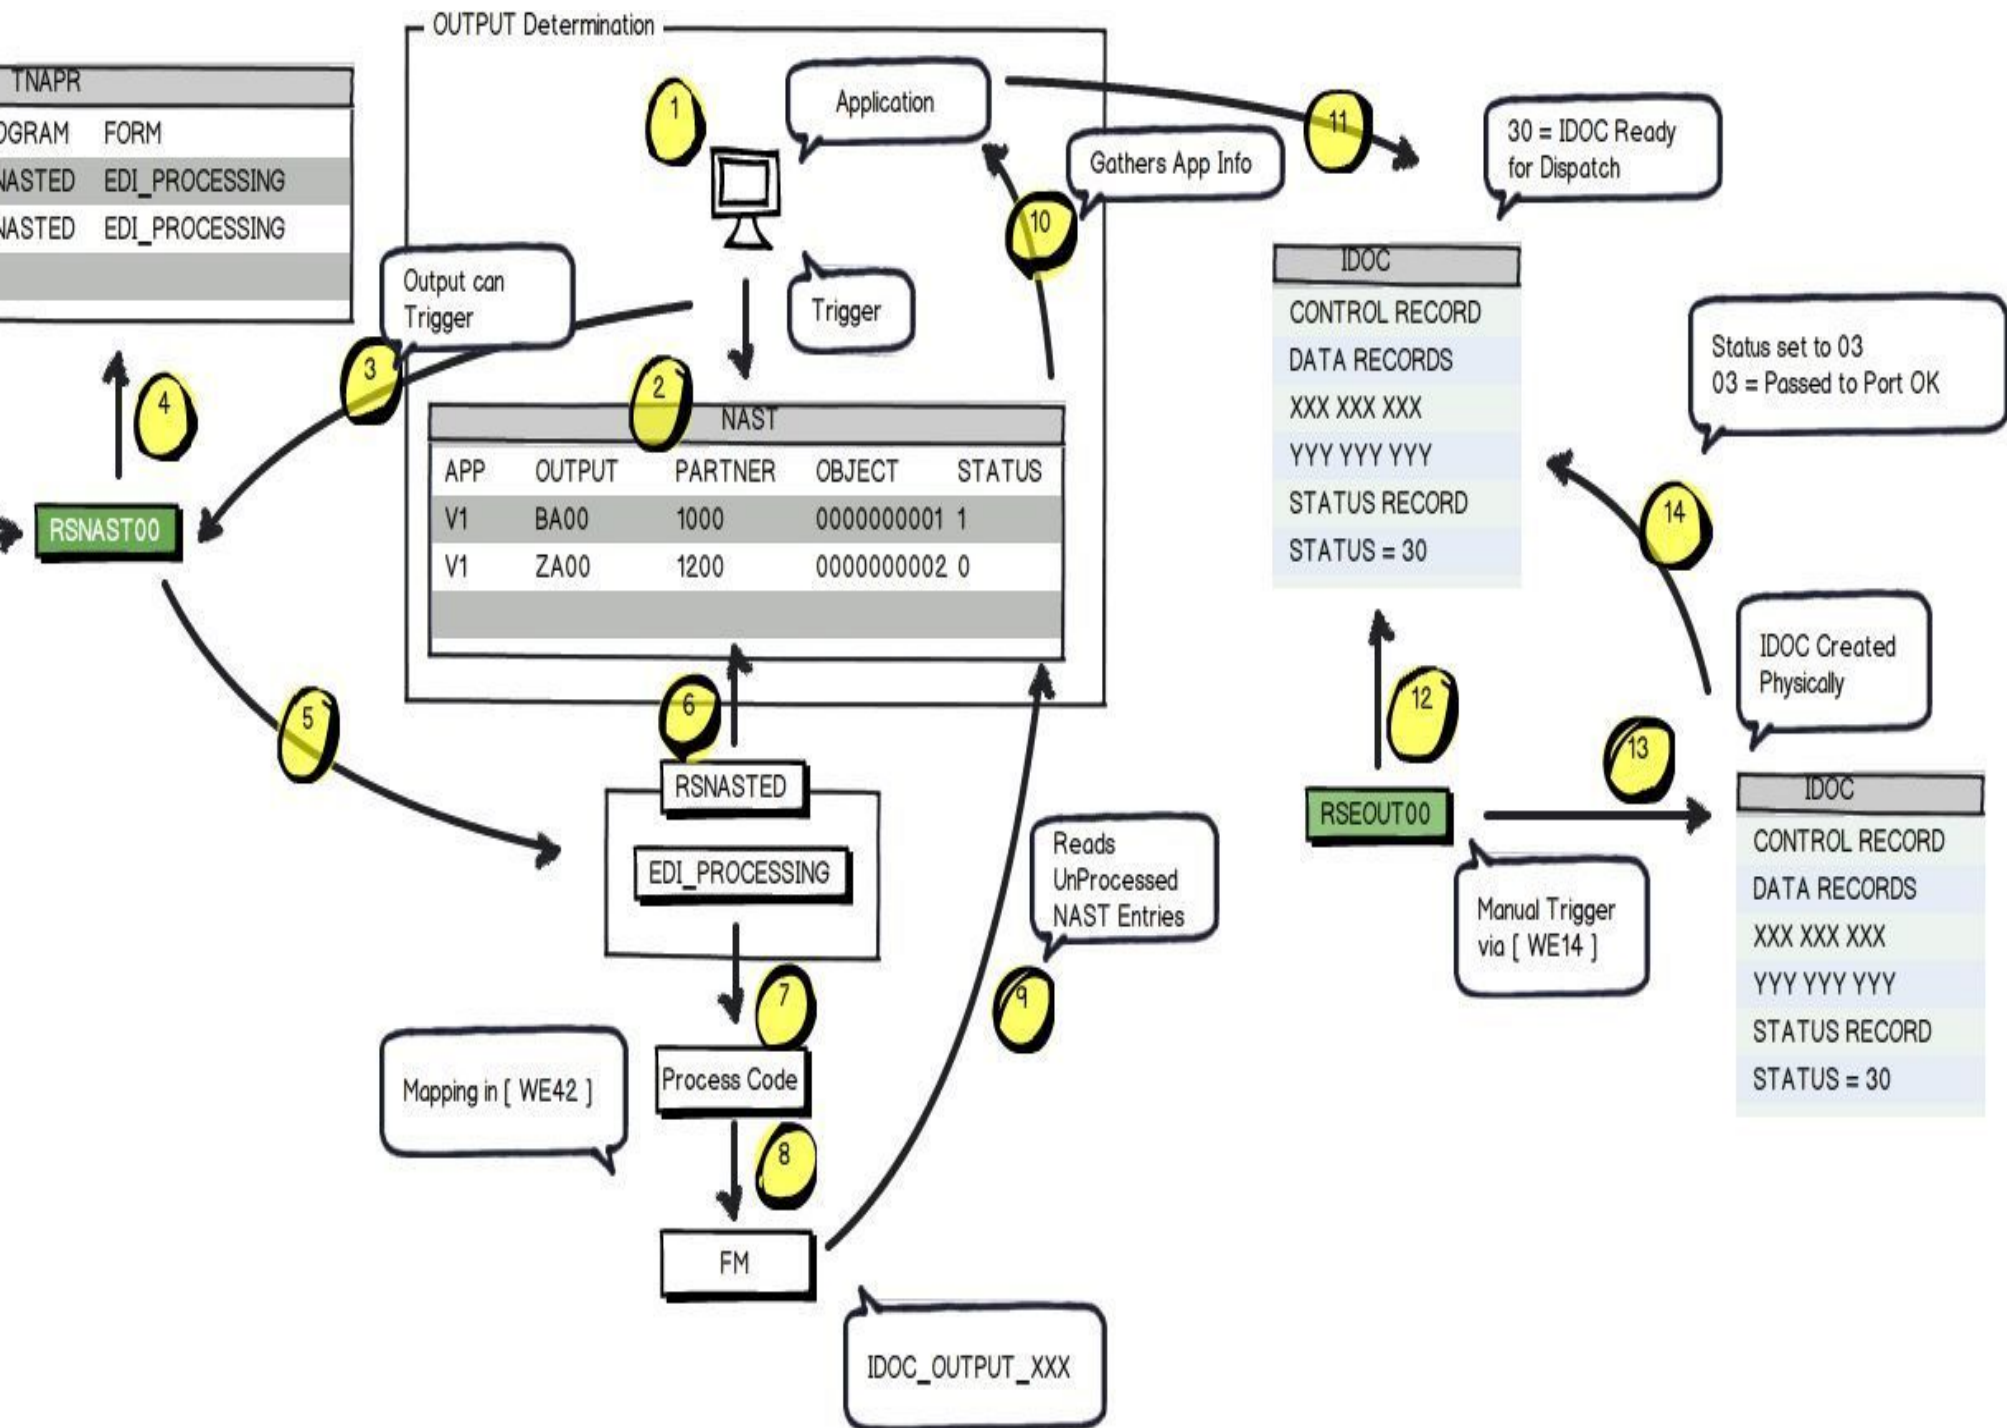 OUTPUT Determination
TNAPR
FORM
EDI_PROCESSING
EDI_PROCESSING
1
Application
11
30 = IDOC Ready
for Dispatch
Gathers App Info
10
Output can
Trigger
Trigger
3
4
2
RSNAST00
NAST
APP OUTPUT PARTNER OBJECT STATUS
V1 BA00 1000 0000000001 1
V1 ZA00 1200 0000000002 0
IDOC
CONTROL RECORD
DATA RECORDS
XXX XXX XXX
YYY YYY YYY
STATUS RECORD
STATUS = 30
Status set to 03
03 = Passed to Port OK
14
5
6
RSNASTED
EDI_PROCESSING
7
Mapping in [ WE42 ]
Process Code
8
FM
IDOC_OUTPUT_XXX
Reads
UnProcessed
NAST Entries
9
12
RSEOUT00
13
Manual Trigger
via [ WE14 ]
IDOC Created
Physically
IDOC
CONTROL RECORD
DATA RECORDS
XXX XXX XXX
YYY YYY YYY
STATUS RECORD
STATUS = 30